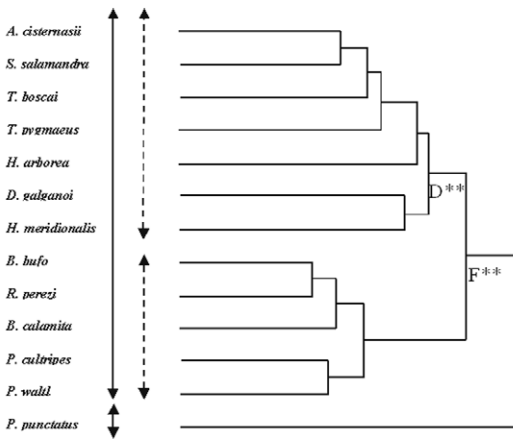 A. cisternasii
S. salamandra
T. boscai
T. pygmaeus
H. arborea
D. galganoi
D**
H. meridionalis
B. bufo
F**
R. perezi
B. calamita
P. cultripes
P. waltl
P. punctatus